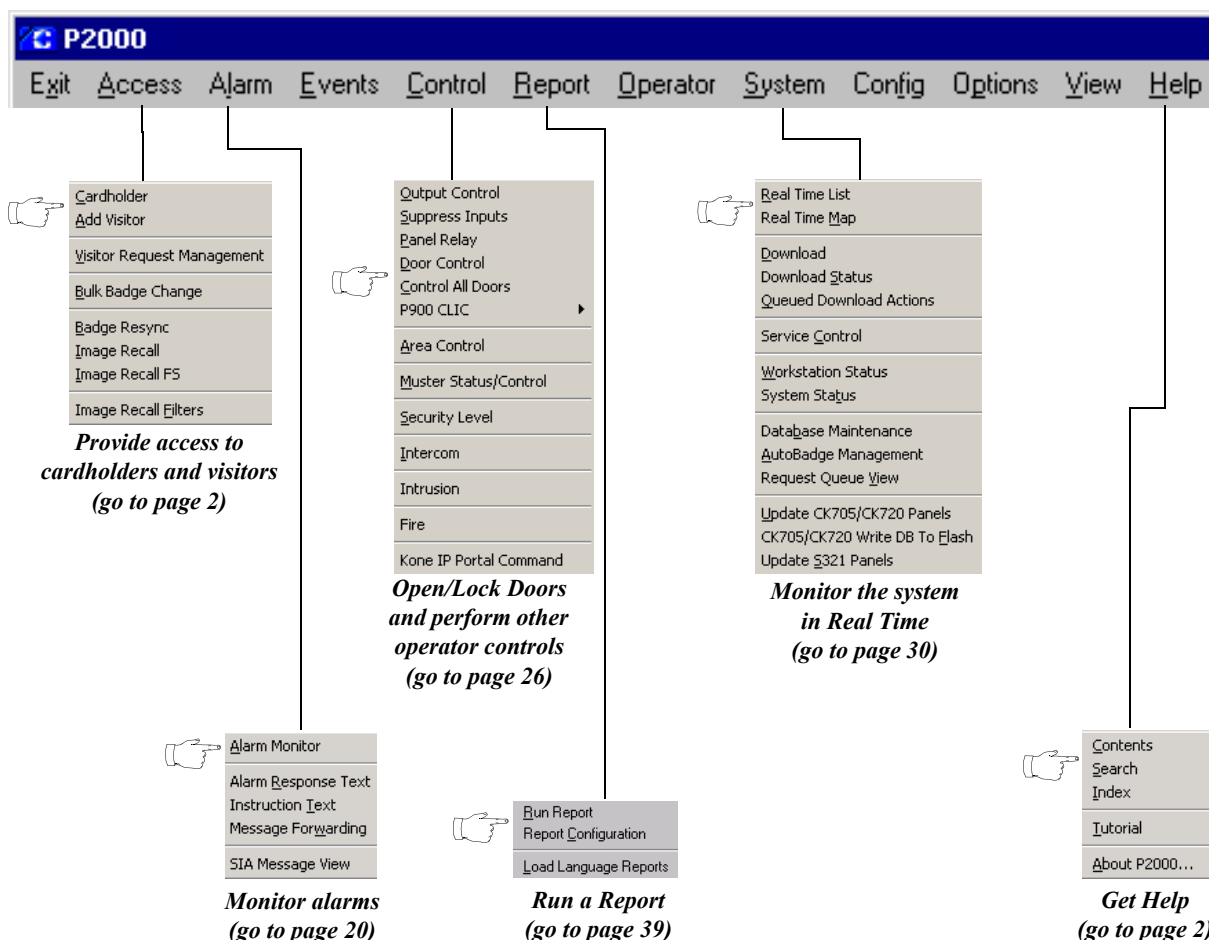 P2000
Exit Access Alarm Events Control Report Operator System Config Options View Help
Cardholder
Add Visitor
Visitor Request Management
Bulk Badge Change
Badge Resync
Image Recall
Image Recall FS
Image Recall Filters
Provide access to
cardholders and visitors
(go to page 2)
Output Control
Suppress Inputs
Panel Relay
Door Control
Control All Doors
P900 CLIC
Area Control
Muster Status/Control
Security Level
Intercom
Intrusion
Fire
Kone IP Portal Command
Open/Lock Doors
and perform other
operator controls
(go to page 26)
Real Time List
Real Time Map
Download
Download Status
Queued Download Actions
Service Control
Workstation Status
System Status
Database Maintenance
AutoBadge Management
Request Queue View
Update CK705/CK720 Panels
CK705/CK720 Write DB To Flash
Update S321 Panels
Monitor the system
in Real Time
(go to page 30)
Alarm Monitor
Alarm Response Text
Instruction Text
Message Forwarding
SIA Message View
Monitor alarms
(go to page 20)
Run Report
Report Configuration
Load Language Reports
Run a Report
(go to page 39)
Contents
Search
Index
Tutorial
About P2000...
Get Help
(go to page 2)